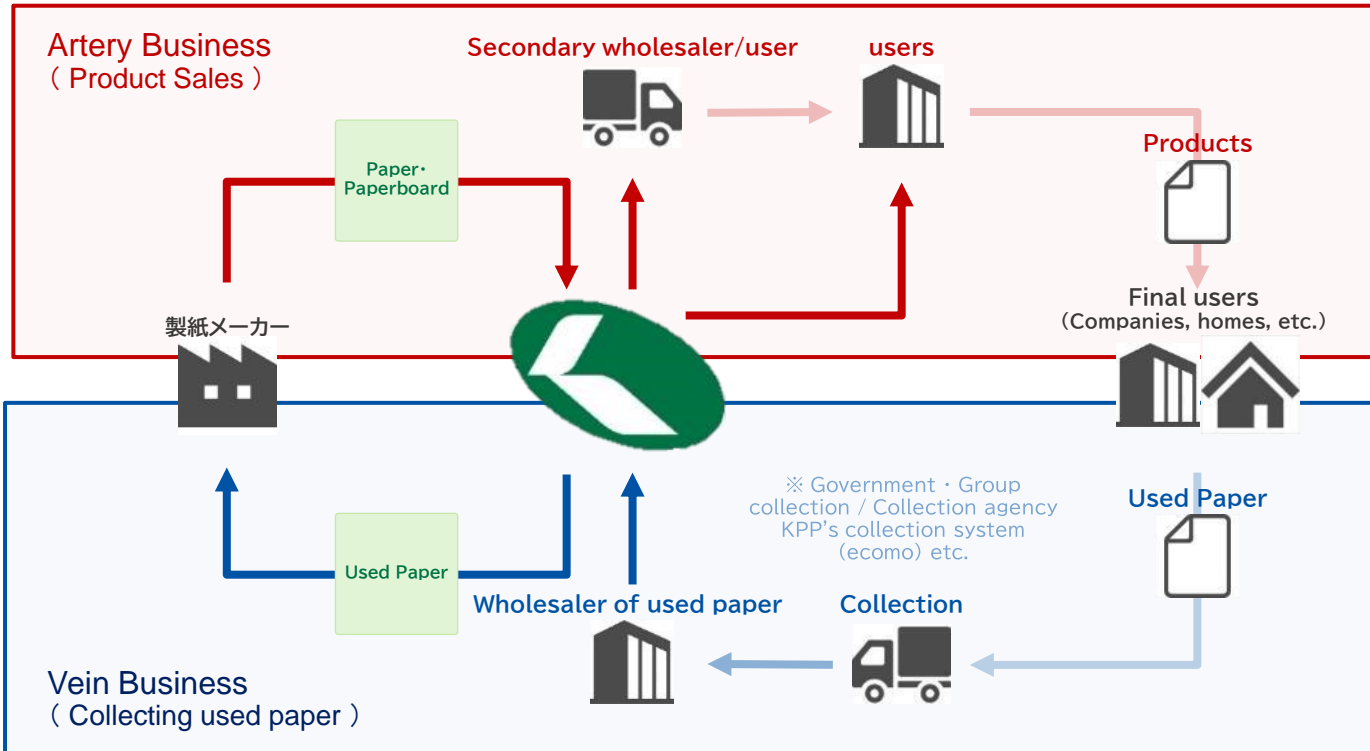 Artery Business
( Product Sales )
Secondary wholesaler/user
users
Paper・
Paperboard
Products
製紙メーカー
Final users
(Companies, homes, etc.)
※ Government・Group
collection / Collection agency
KPP’s collection system
(ecomo) etc.
Used Paper
Used Paper
Wholesaler of used paper
Collection
Vein Business
( Collecting used paper )